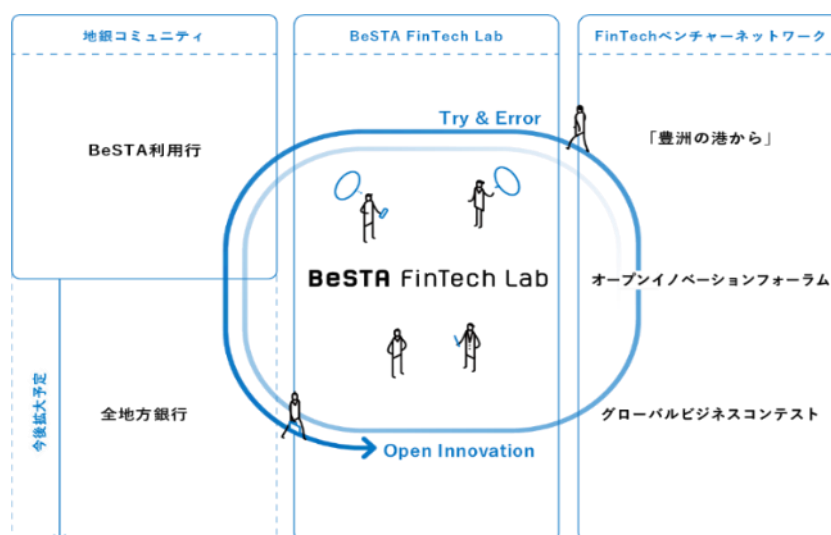 地銀コミュニティ
BeSTA FinTech Lab
FinTechベンチャーネットワーク
Try & Error
BeSTA利用行
「豊洲の港から」
BeSTA FinTech Lab
オープンイノベーションフォーラム
今後拡大予定
全地方銀行
グローバルビジネスコンテスト
Open Innovation